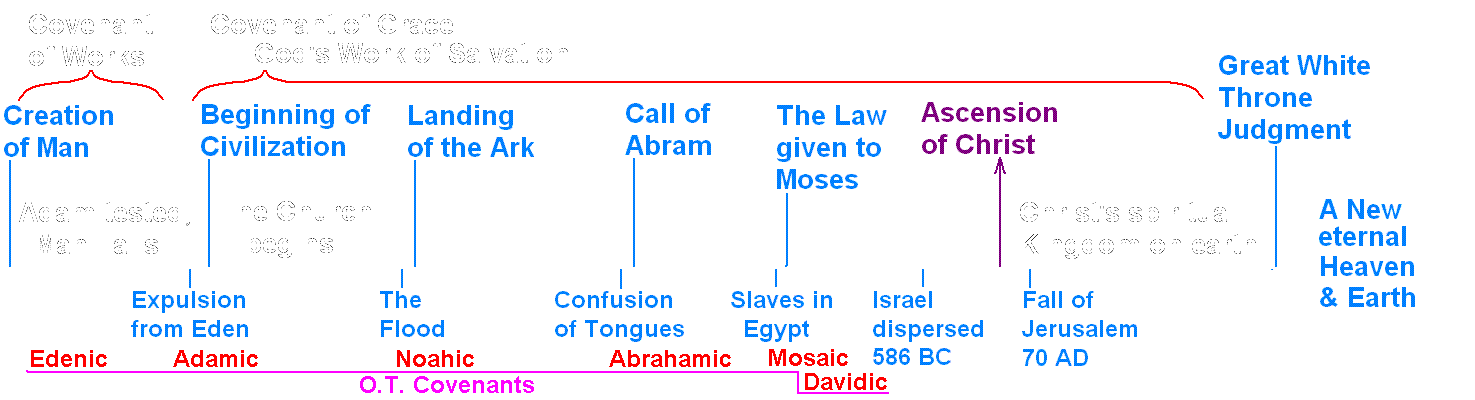 Covenant
of Works
Covenant of Grace
God's Work of Salvation
Creation
of Man
Beginning of
Civilization
Landing
of the Ark
Call of
Abram
The Law
given to
Moses
Ascension
of Christ
Great White
Throne
Judgment
Adam tested,
Man Falls
The Church
begins
Christ's spiritual
Kingdom on earth
A New
eternal
Heaven
& Earth
Expulsion
from Eden
The
Flood
Confusion
of Tongues
Slaves in
Egypt
Israel
dispersed
586 BC
Fall of
Jerusalem
70 AD
Edenic
Adamic
Noahic
Abrahamic
Mosaic
Davidic
O.T. Covenants